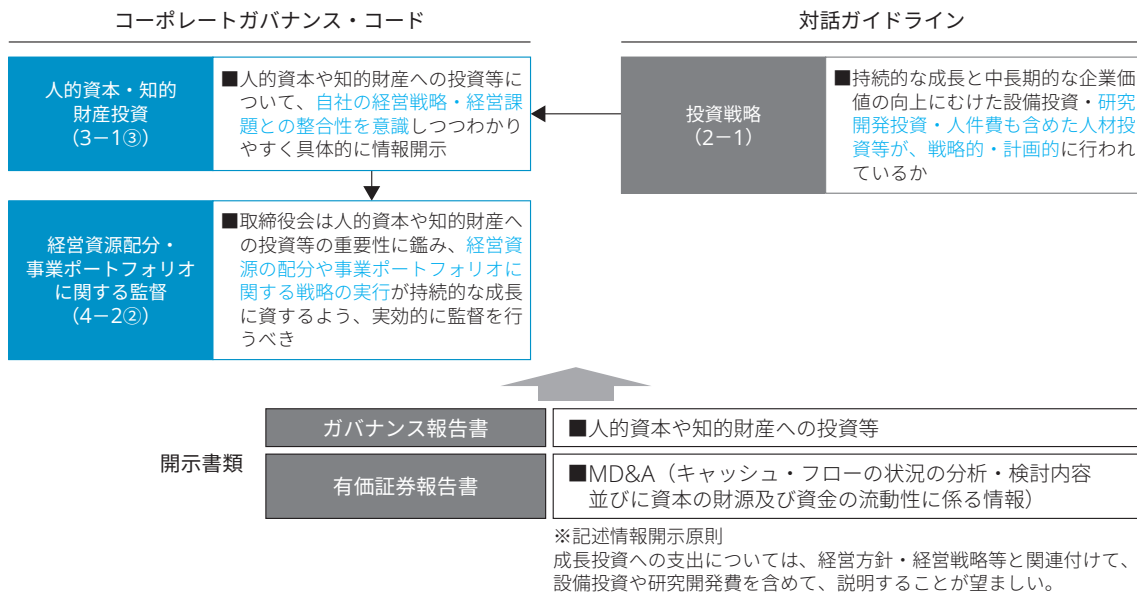 コーポレートガバナンス・コード
対話ガイドライン
人的資本・知的
財産投資
(3－1③)
■人的資本や知的財産への投資等に
ついて、自社の経営戦略・経営課
題との整合性を意識しつつわかり
やすく具体的に情報開示
投資戦略
(2－1)
■持続的な成長と中長期的な企業価
値の向上にむけた設備投資・研究
開発投資・人件費も含めた人材投
資等が、戦略的・計画的に行われ
ているか
経営資源配分・
事業ポートフォリオ
に関する監督
(4－2②)
■取締役会は人的資本や知的財産へ
の投資等の重要性に鑑み、経営資
源の配分や事業ポートフォリオに
関する戦略の実行が持続的な成長
に資するよう、実効的に監督を行
うべき
開示書類
ガバナンス報告書
■人的資本や知的財産への投資等
有価証券報告書
■MD&A（キャッシュ・フローの状況の分析・検討内容
並びに資本の財源及び資金の流動性に係る情報）
※記述情報開示原則
成長投資への支出については、経営方針・経営戦略等と関連付けて、
設備投資や研究開発費を含めて、説明することが望ましい。